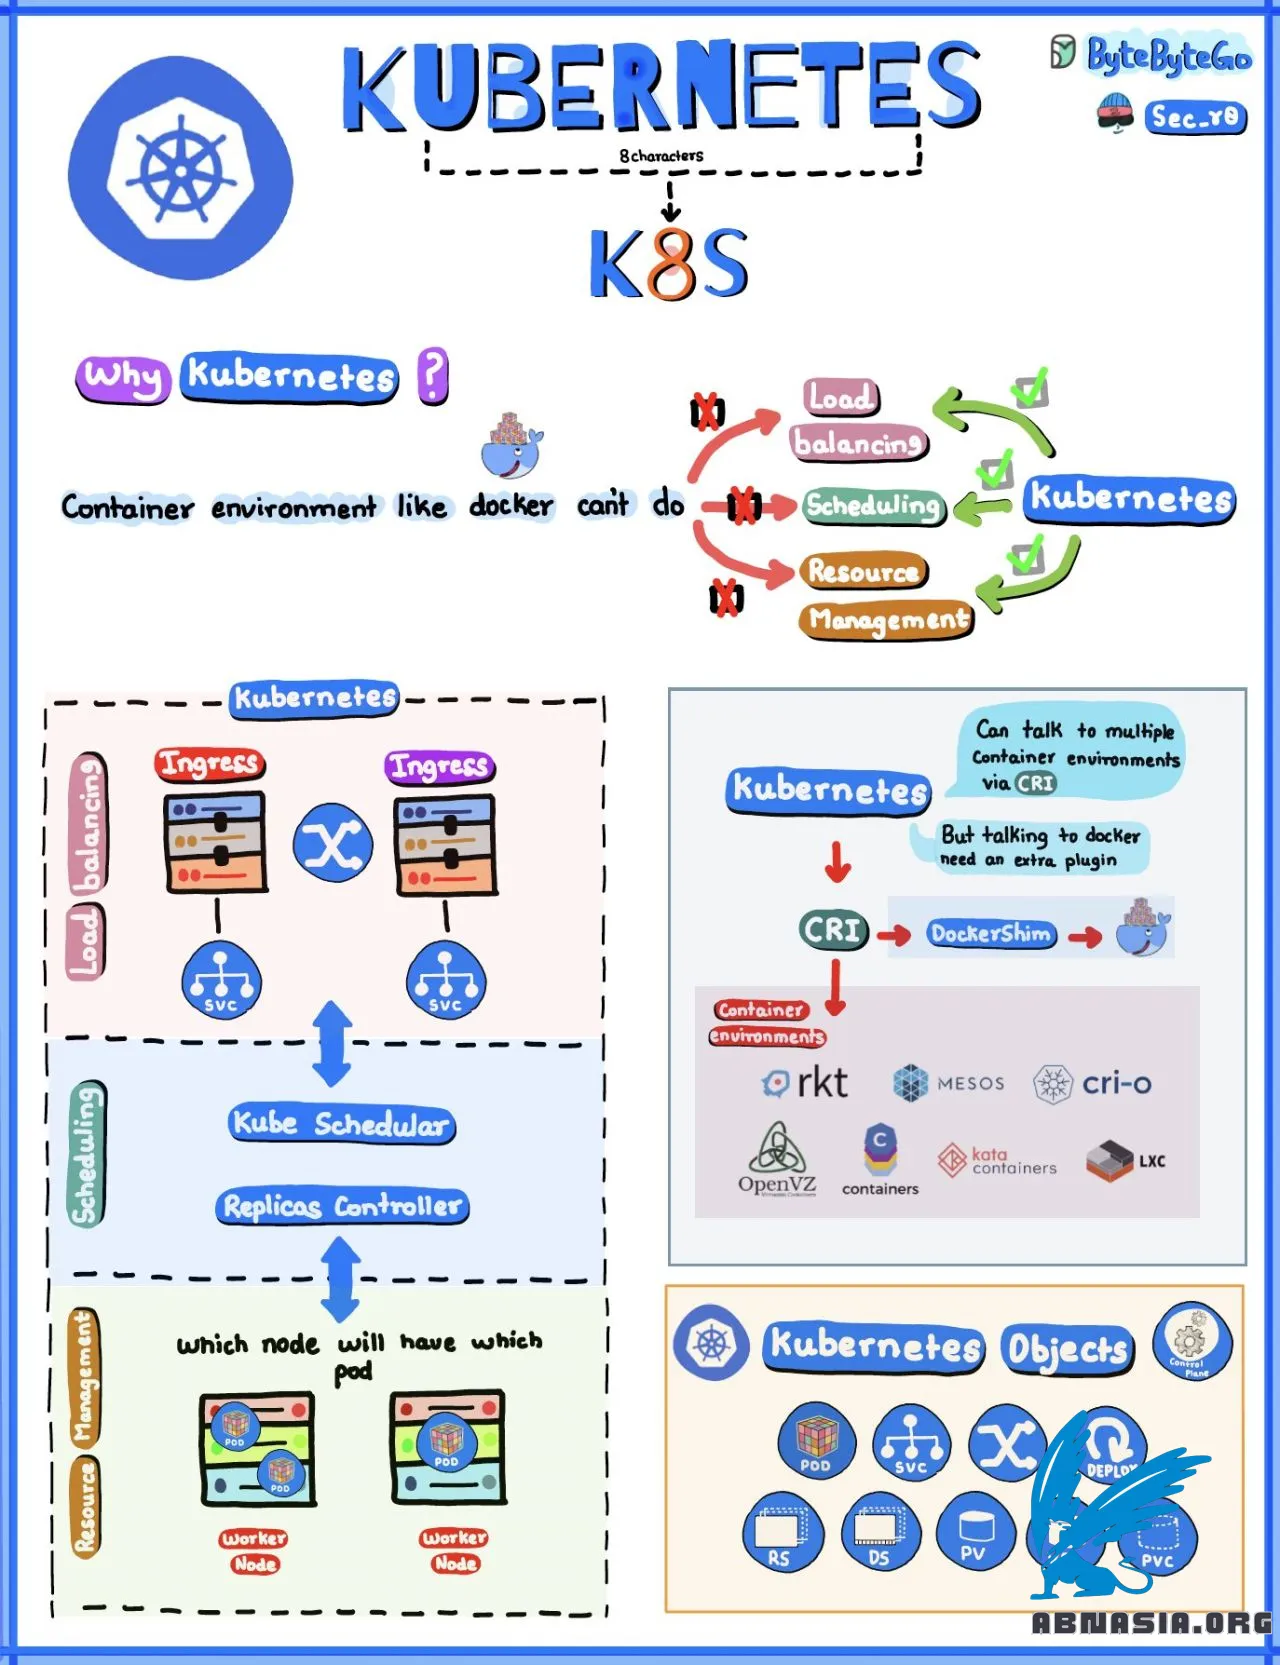 KUBERNETES
ByteByteGo
Sec_r0
8 characters
K8S
Why Kubernetes ?
Container environment like docker can't do
Load
balancing
Scheduling
Resource
Management
Kubernetes
Kubernetes
Load balancing
Ingress
Ingress
SVC
SVC
Scheduling
Kube Schedular
Replicas Controller
Resource Management
Which node will have which
pod
POD
POD
POD
Worker
Node
Worker
Node
Kubernetes
Can talk to multiple
Container environments
via CRI
But talking to docker
need an extra plugin
CRI
DockerShim
Container
environments
rkt
MESOS
cri-o
OpenVZ
C
containers
kata
containers
LXC
Kubernetes Objects
Control
Plane
POD
SVC
DEPLOY
RS
DS
PV
PVC
ABNASIA.ORG